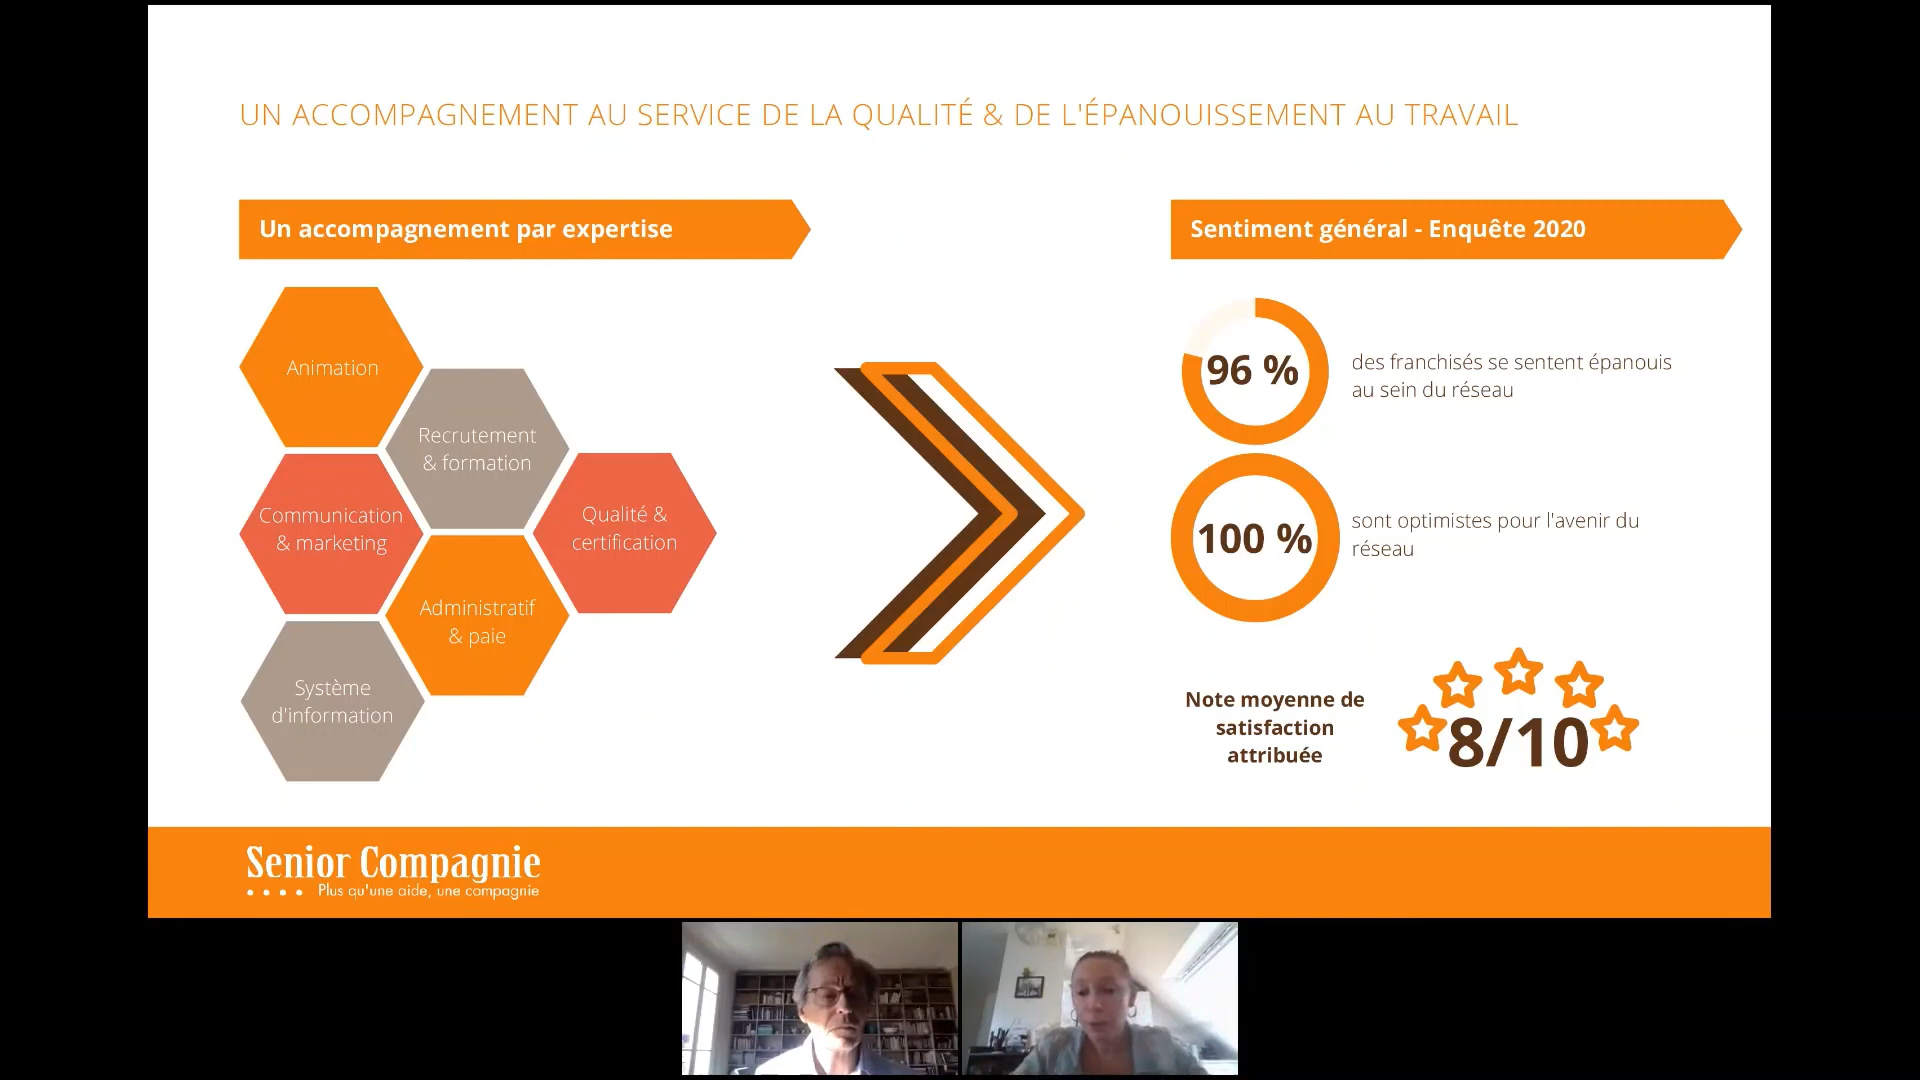 UN ACCOMPAGNEMENT AU SERVICE DE LA QUALITÉ & DE L'ÉPANOUISSEMENT AU TRAVAIL
Un accompagnement par expertise
Animation
Recrutement
& formation
Communication
& marketing
Qualité &
certification
Administratif
& paie
Système
d'information
Sentiment général - Enquête 2020
96 %
des franchisés se sentent épanouis
au sein du réseau
100 %
sont optimistes pour l'avenir du
réseau
Note moyenne de
satisfaction
attribuée
8/10
Senior Compagnie
Plus qu'une aide, une compagnie